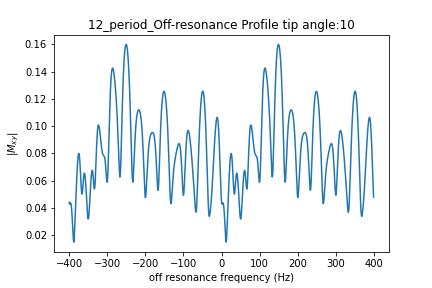 12_period_Off-resonance Profile tip angle:10
0.16
0.14
0.12
0.10
0.08
0.06
0.04
0.02
|Mxy|
−400 −300 −200 −100 0 100 200 300 400
off resonance frequency (Hz)